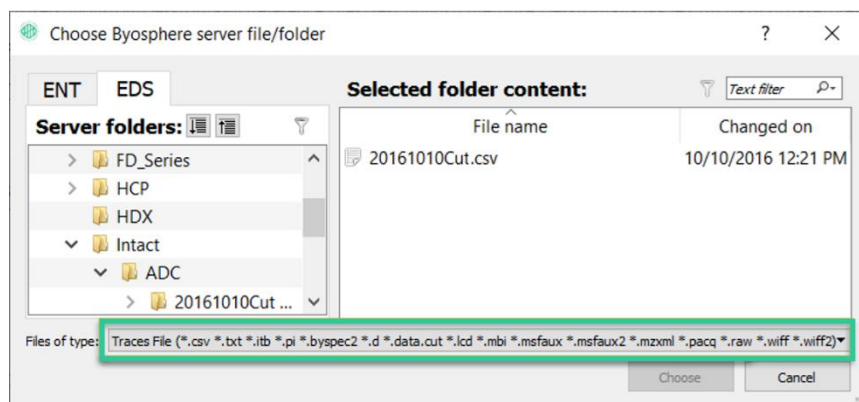 Choose Byosphere server file/folder
?
ENT EDS
Server folders:
FD_Series
HCP
HDX
Intact
ADC
20161010Cut ...
Selected folder content:
Text filter
File name Changed on
20161010Cut.csv 10/10/2016 12:21 PM
Files of type: Traces File (*.csv *.txt *.itb *.pi *.byspec2 *.d *.data.cut *.lcd *.mbi *.msfaux *.msfaux2 *.mzxml *.pacq *.raw *.wiff *.wiff2)
Choose Cancel